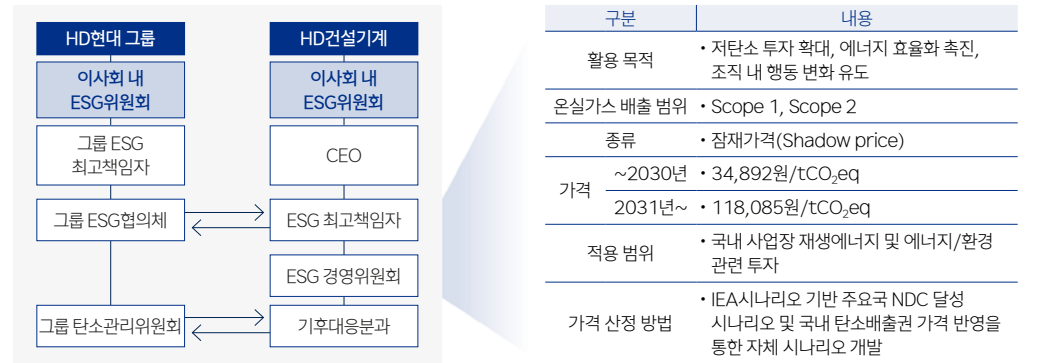 HD현대 그룹
이사회 내
ESG위원회
그룹 ESG
최고책임자
그룹 ESG협의체
그룹 탄소관리위원회
HD건설기계
이사회 내
ESG위원회
CEO
ESG 최고책임자
ESG 경영위원회
기후대응분과
구분 내용
활용 목적 • 저탄소 투자 확대, 에너지 효율화 촉진,
조직 내 행동 변화 유도
온실가스 배출 범위 • Scope 1, Scope 2
종류 • 잠재가격(Shadow price)
가격 ~2030년 • 34,892원/tCO₂eq
2031년~ • 118,085원/tCO₂eq
적용 범위 • 국내 사업장 재생에너지 및 에너지/환경
관련 투자
가격 산정 방법 • IEA시나리오 기반 주요국 NDC 달성
시나리오 및 국내 탄소배출권 가격 반영을
통한 자체 시나리오 개발